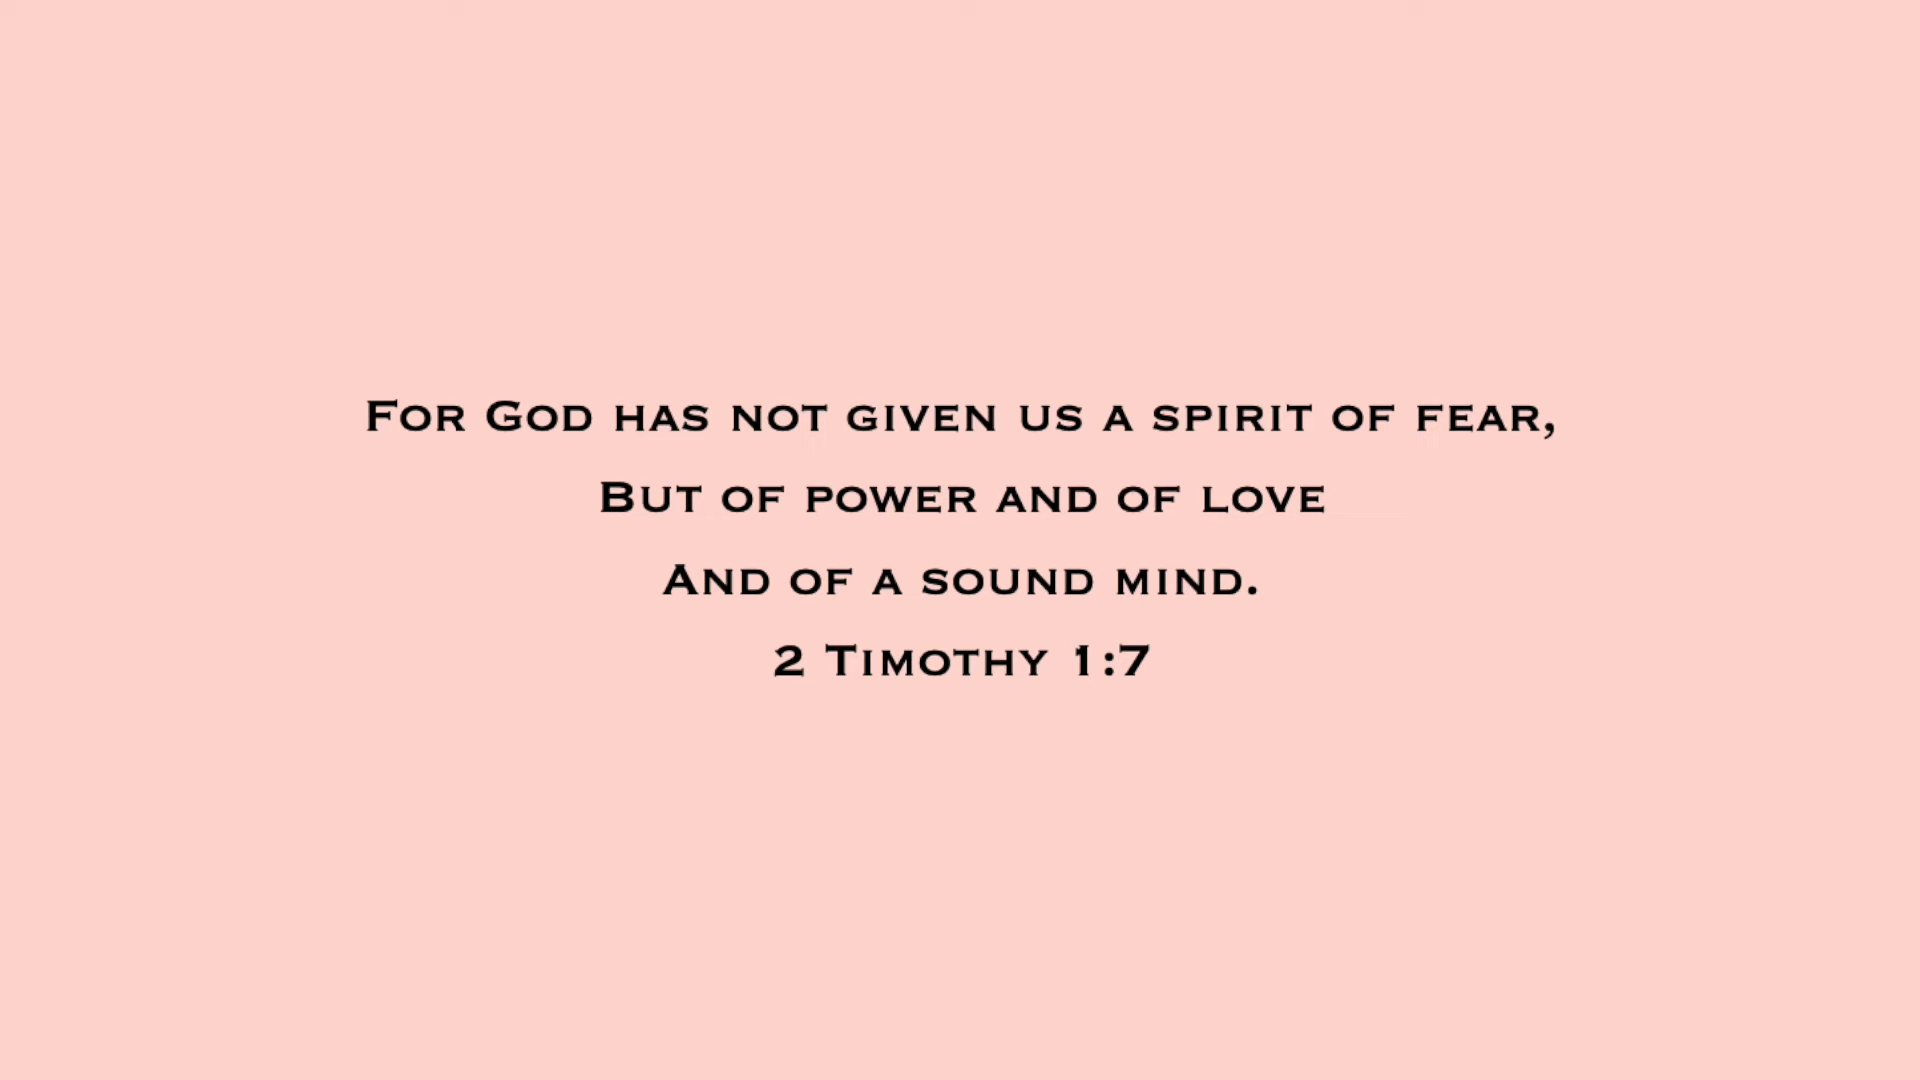 For God has not given us a spirit of fear,
But of power and of love
And of a sound mind.
2 Timothy 1:7